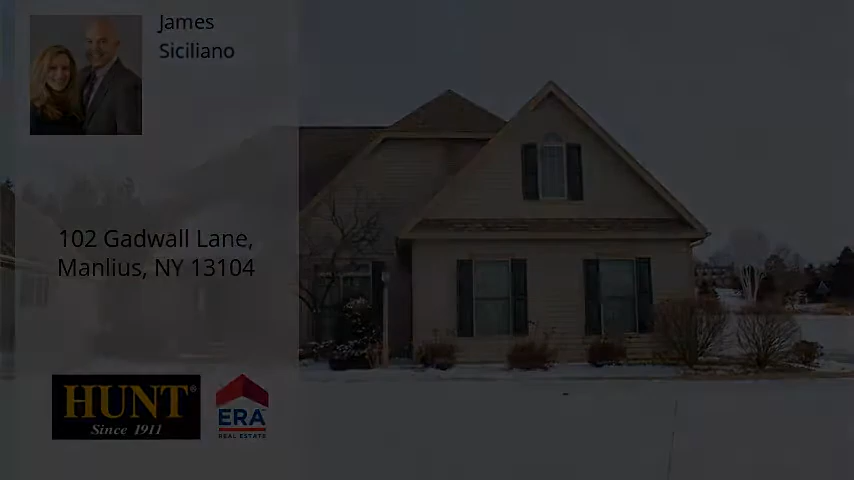 James
Siciliano
102 Gadwall Lane,
Manlius, NY 13104
HUNT®
Since 1911
ERA
REAL ESTATE